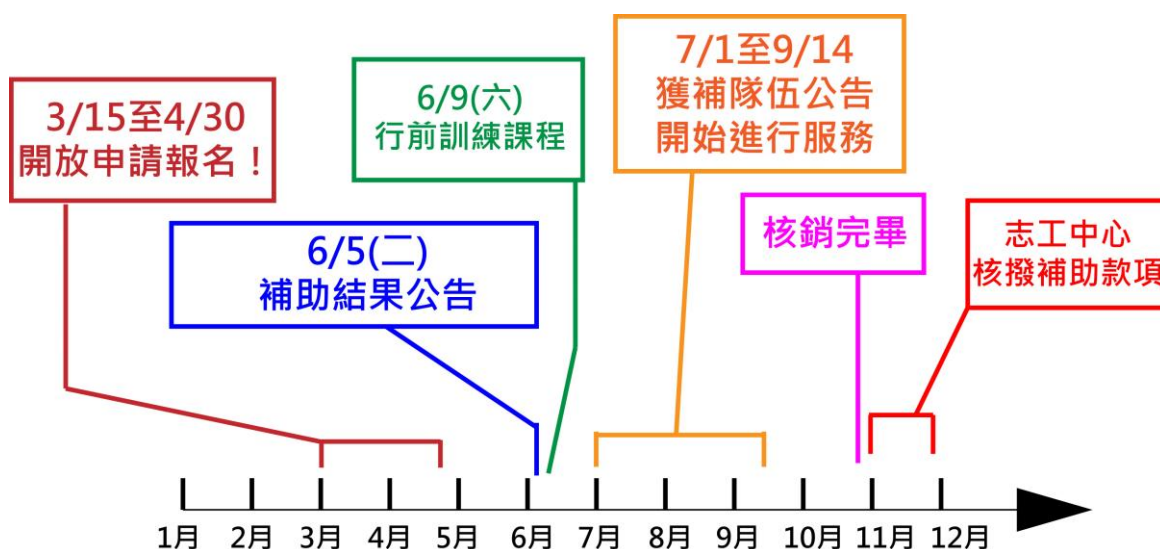 3/15至4/30
開放申請報名！
6/9(六)
行前訓練課程
7/1至9/14
獲補隊伍公告
開始進行服務
6/5(二)
補助結果公告
核銷完畢
志工中心
核撥補助款項
1月 2月 3月 4月 5月 6月 7月 8月 9月 10月 11月 12月